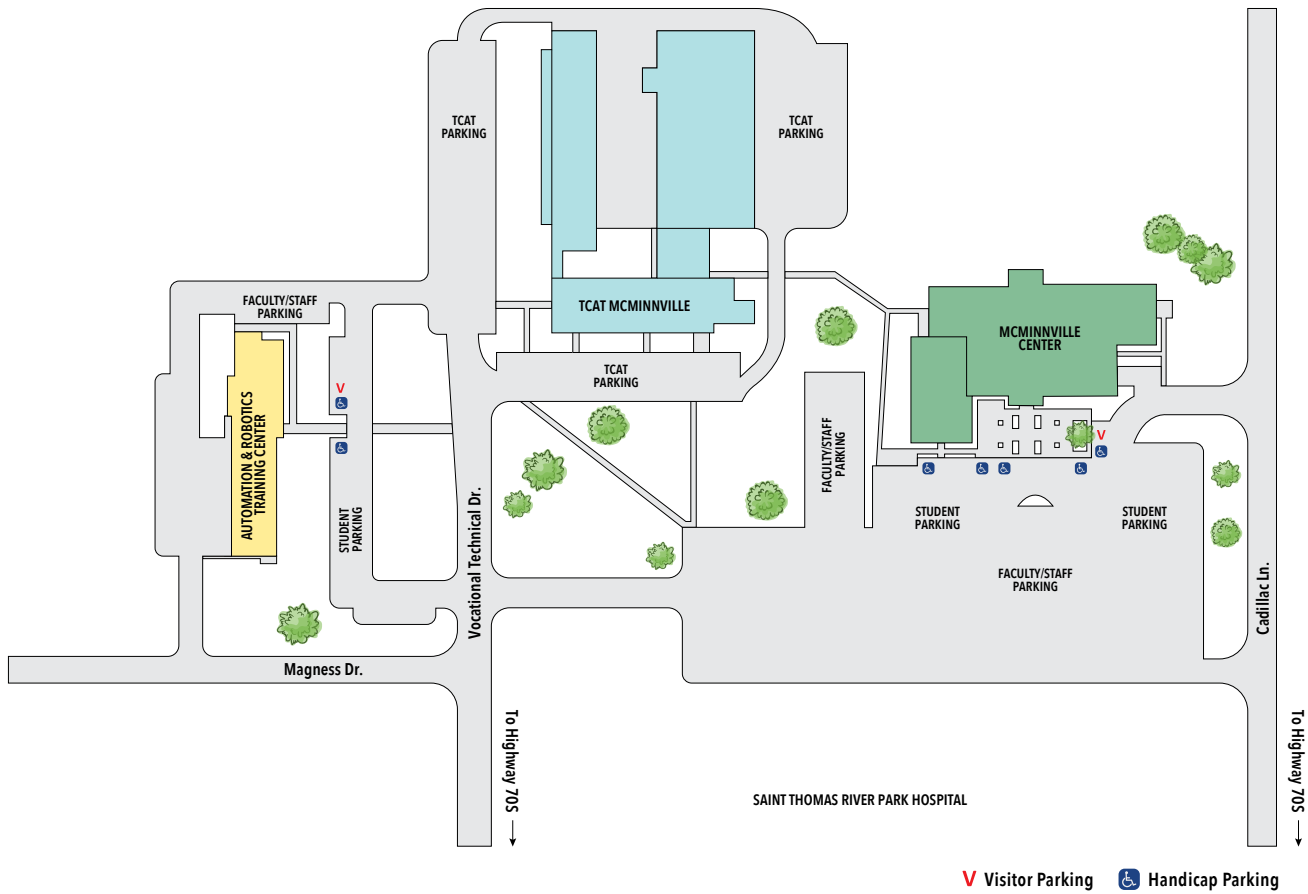 TCAT
PARKING
TCAT
PARKING
FACULTY/STAFF
PARKING
TCAT MCMINNVILLE
MCMINNVILLE
CENTER
TCAT
PARKING
V
AUTOMATION & ROBOTICS
TRAINING CENTER
STUDENT
PARKING
Vocational Technical Dr.
FACULTY/STAFF
PARKING
V
STUDENT
PARKING
STUDENT
PARKING
FACULTY/STAFF
PARKING
Cadillac Ln.
Magness Dr.
To Highway 70S
To Highway 70S
SAINT THOMAS RIVER PARK HOSPITAL
V Visitor Parking
Handicap Parking